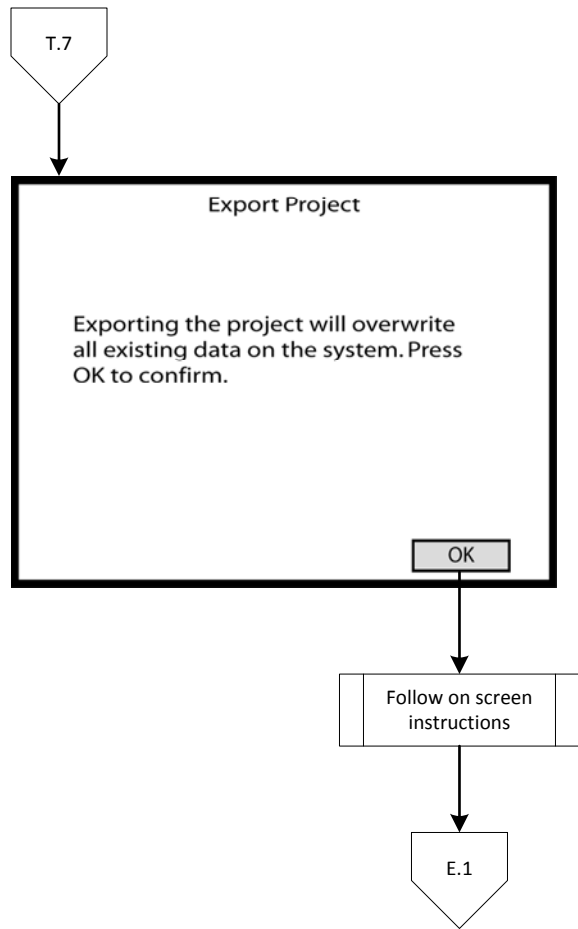 T.7
Export Project
Exporting the project will overwrite
all existing data on the system. Press
OK to confirm.
OK
Follow on screen
instructions
E.1